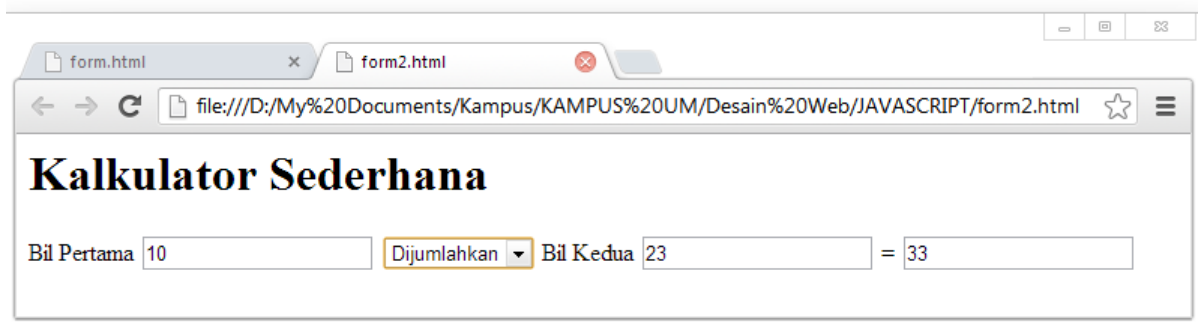 form.html form2.html
file:///D:/My%20Documents/Kampus/KAMPUS%20UM/Desain%20Web/JAVASCRIPT/form2.html
Kalkulator Sederhana
Bil Pertama 10 Dijumlahkan Bil Kedua 23 = 33